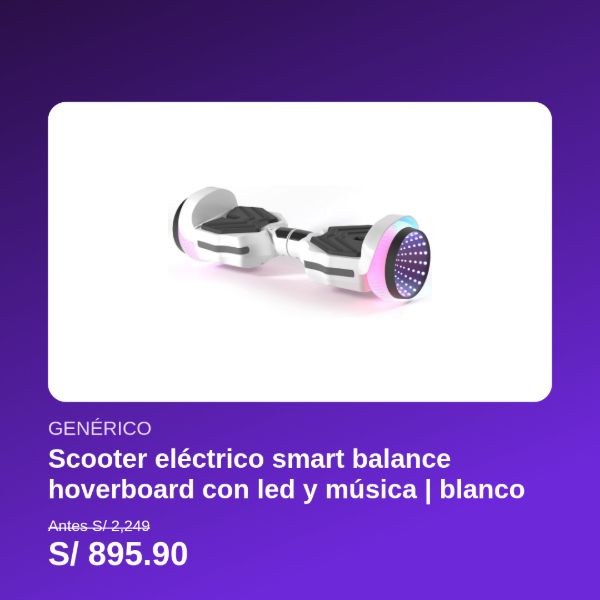 GENÉRICO
Scooter eléctrico smart balance
hoverboard con led y música | blanco
Antes S/ 2,249
S/ 895.90